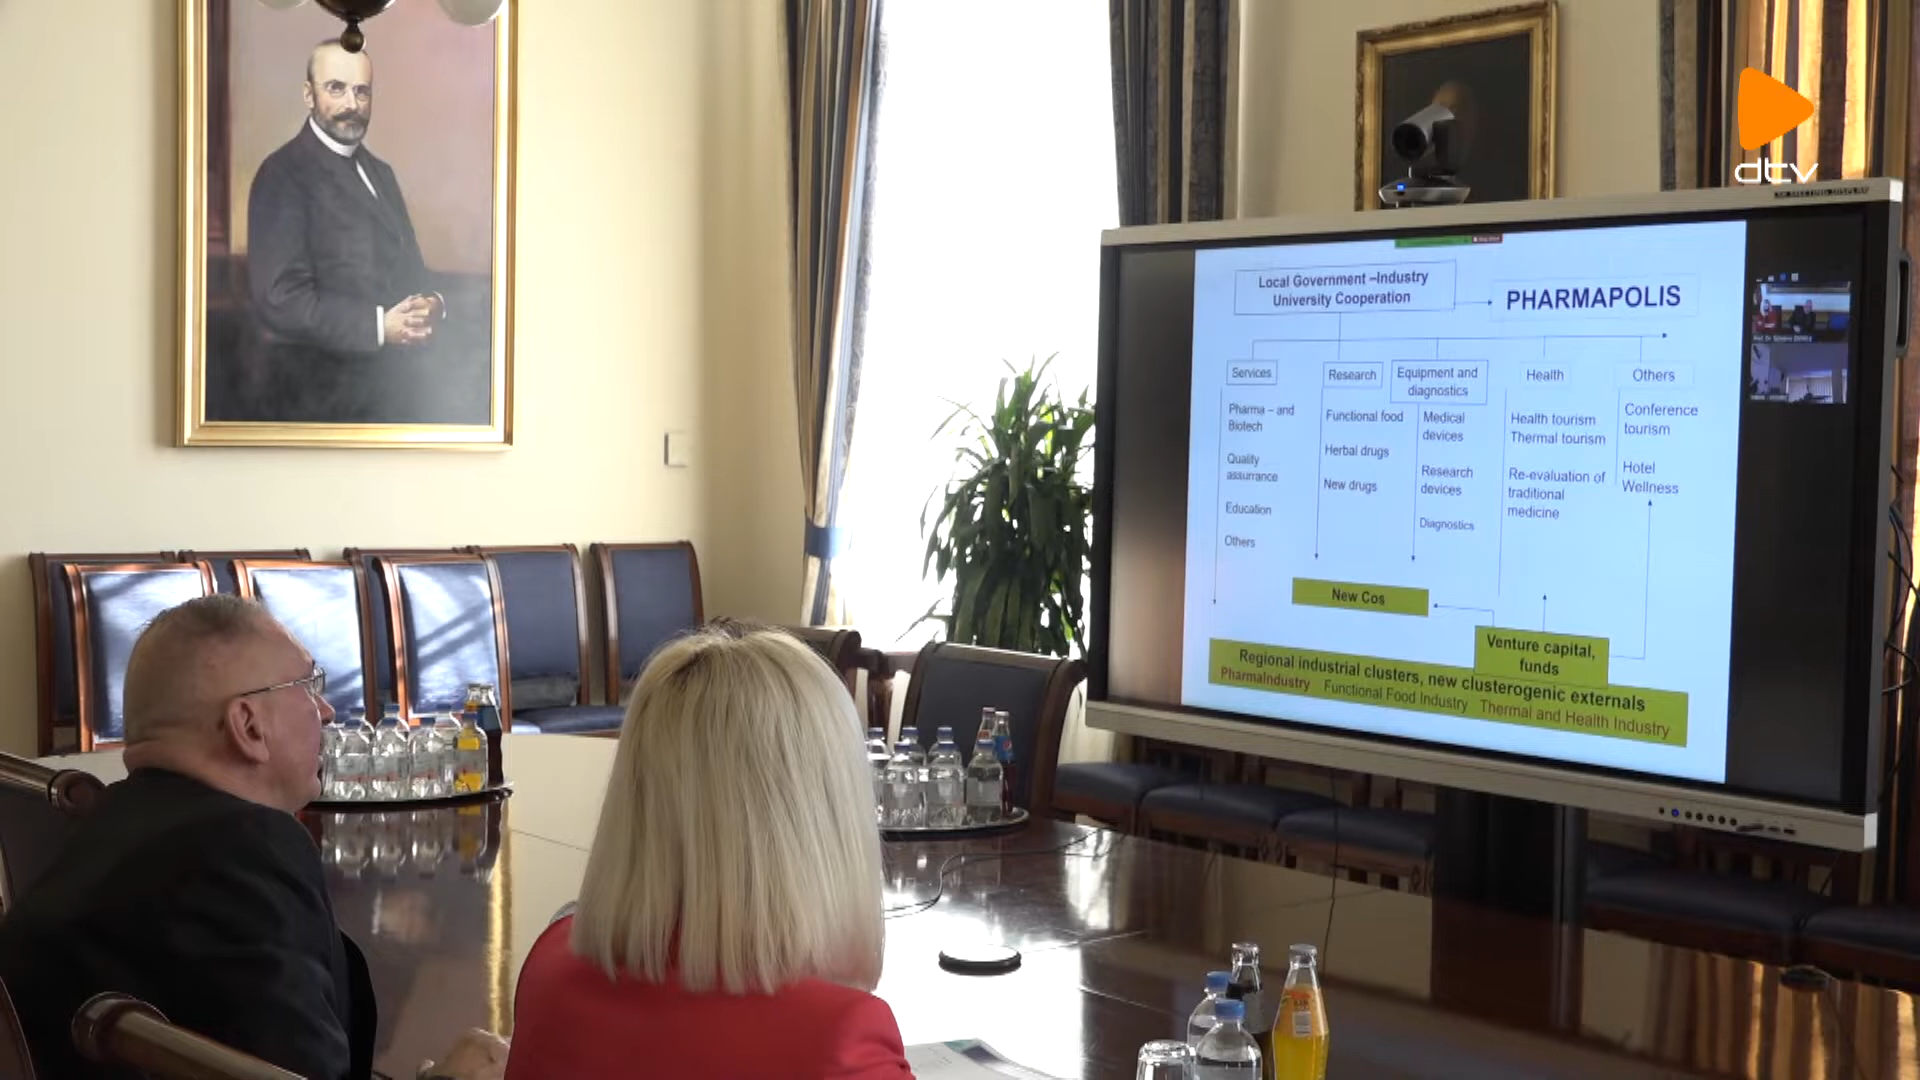 dtv
Local Government –Industry
University Cooperation
PHARMAPOLIS
Services
Pharma – and
Biotech
Quality
assurrance
Education
Others
Research
Functional food
Herbal drugs
New drugs
Equipment and
diagnostics
Medical
devices
Research
devices
Diagnostics
Health
Health tourism
Thermal tourism
Re-evaluation of
traditional
medicine
Others
Conference
tourism
Hotel
Wellness
New Cos
Venture capital,
funds
Regional industrial clusters, new clusterogenic externals
PharmaIndustry Functional Food Industry Thermal and Health Industry